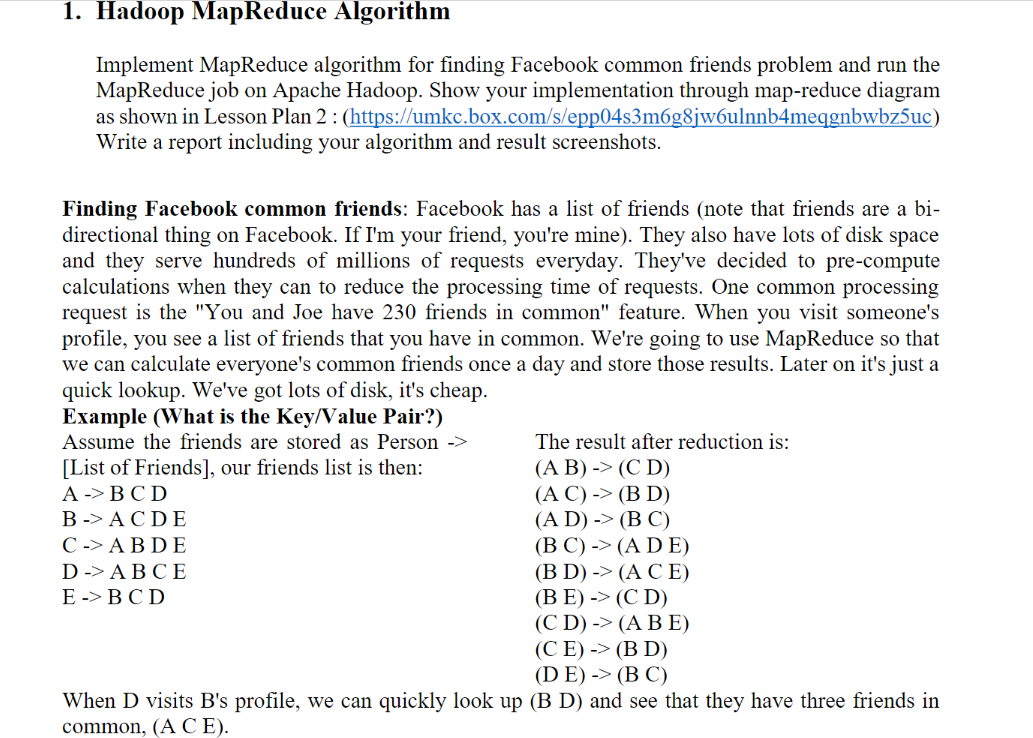 1. Hadoop MapReduce Algorithm
Implement MapReduce algorithm for finding Facebook common friends problem and run the
MapReduce job on Apache Hadoop. Show your implementation through map-reduce diagram
as shown in Lesson Plan 2 : (https://umkc.box.com/s/epp04s3m6g8jw6ulnnb4meqgnbwbz5uc)
Write a report including your algorithm and result screenshots.
Finding Facebook common friends: Facebook has a list of friends (note that friends are a bi-
directional thing on Facebook. If I'm your friend, you're mine). They also have lots of disk space
and they serve hundreds of millions of requests everyday. They've decided to pre-compute
calculations when they can to reduce the processing time of requests. One common processing
request is the "You and Joe have 230 friends in common" feature. When you visit someone's
profile, you see a list of friends that you have in common. We're going to use MapReduce so that
we can calculate everyone's common friends once a day and store those results. Later on it's just a
quick lookup. We've got lots of disk, it's cheap.
Example (What is the Key/Value Pair?)
Assume the friends are stored as Person ->
[List of Friends], our friends list is then:
A -> B C D
B -> A C D E
C -> A B D E
D -> A B C E
E -> B C D
The result after reduction is:
(A B) -> (C D)
(A C) -> (B D)
(A D) -> (B C)
(B C) -> (A D E)
(B D) -> (A C E)
(B E) -> (C D)
(C D) -> (A B E)
(C E) -> (B D)
(D E) -> (B C)
When D visits B's profile, we can quickly look up (B D) and see that they have three friends in
common, (A C E).